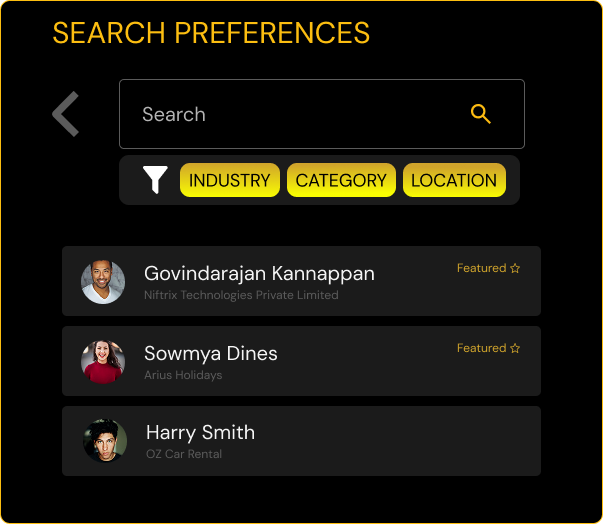 SEARCH PREFERENCES
Search
INDUSTRY CATEGORY LOCATION
Govindarajan Kannappan
Featured
Niftrix Technologies Private Limited
Sowmya Dines
Featured
Arius Holidays
Harry Smith
OZ Car Rental